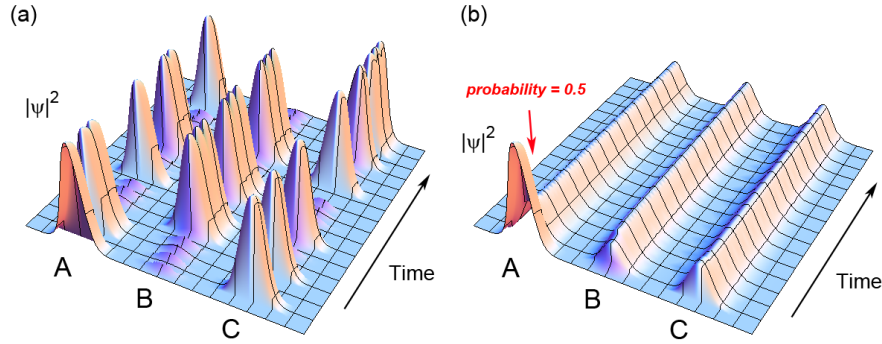 (a)
|ψ|²
A
B
C
Time
(b)
probability = 0.5
|ψ|²
A
B
C
Time